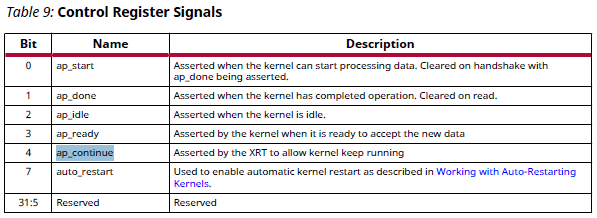 Table 9: Control Register Signals
Bit Name Description
0 ap_start Asserted when the kernel can start processing data. Cleared on handshake with
ap_done being asserted.
1 ap_done Asserted when the kernel has completed operation. Cleared on read.
2 ap_idle Asserted when the kernel is idle.
3 ap_ready Asserted by the kernel when it is ready to accept the new data
4 ap_continue Asserted by the XRT to allow kernel keep running
7 auto_restart Used to enable automatic kernel restart as described in Working with Auto-Restarting
Kernels.
31:5 Reserved Reserved